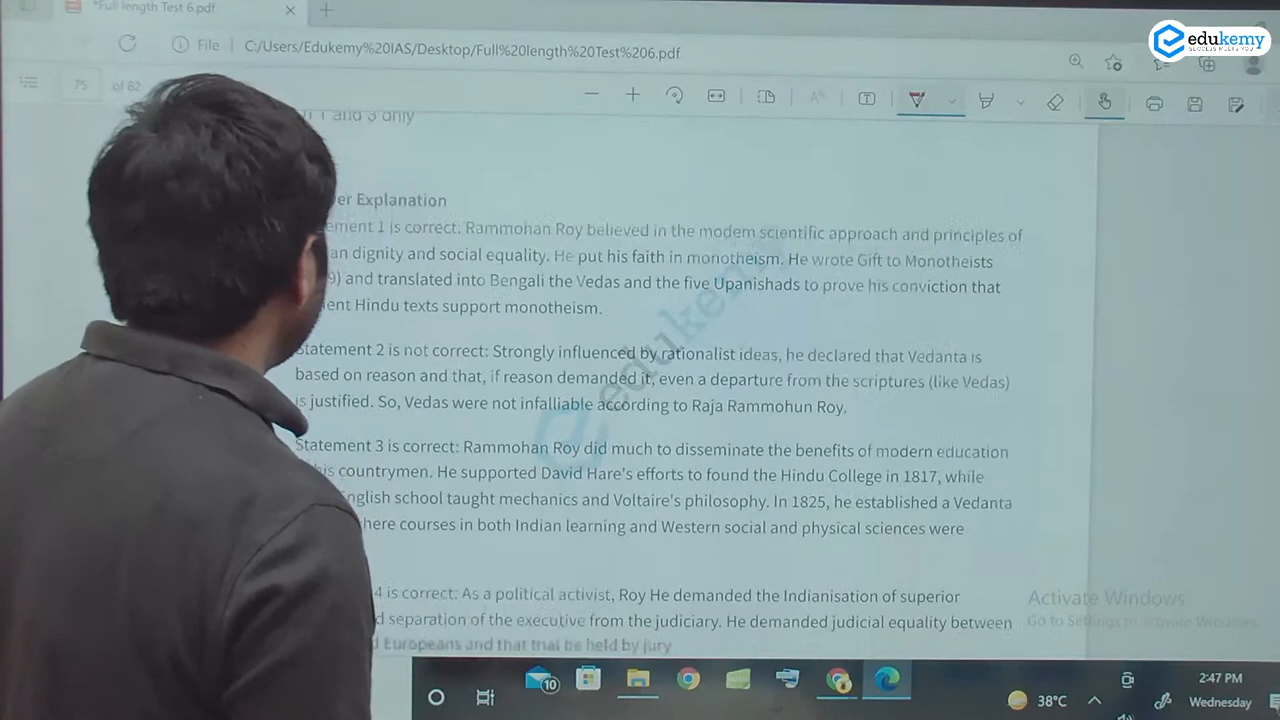 *Full length Test 6.pdf
edukemy
SUCCESS MEETS YOU
File C:/Users/Edukemy%20IAS/Desktop/Full%20length%20Test%206.pdf
75 of 82
1 and 3 only
er Explanation
ement 1 is correct. Rammohan Roy believed in the modern scientific approach and principles of
an dignity and social equality. He put his faith in monotheism. He wrote Gift to Monotheists
9) and translated into Bengali the Vedas and the five Upanishads to prove his conviction that
ent Hindu texts support monotheism.
Statement 2 is not correct: Strongly influenced by rationalist ideas, he declared that Vedanta is
based on reason and that, if reason demanded it, even a departure from the scriptures (like Vedas)
is justified. So, Vedas were not infalliable according to Raja Rammohun Roy.
edukemy
Statement 3 is correct: Rammohan Roy did much to disseminate the benefits of modern education
his countrymen. He supported David Hare's efforts to found the Hindu College in 1817, while
English school taught mechanics and Voltaire's philosophy. In 1825, he established a Vedanta
here courses in both Indian learning and Western social and physical sciences were
4 is correct: As a political activist, Roy He demanded the Indianisation of superior
d separation of the executive from the judiciary. He demanded judicial equality between
d Europeans and that trial be held by jury
Activate Windows
Go to Settings to activate Windows.
10
38°C
2:47 PM
Wednesday